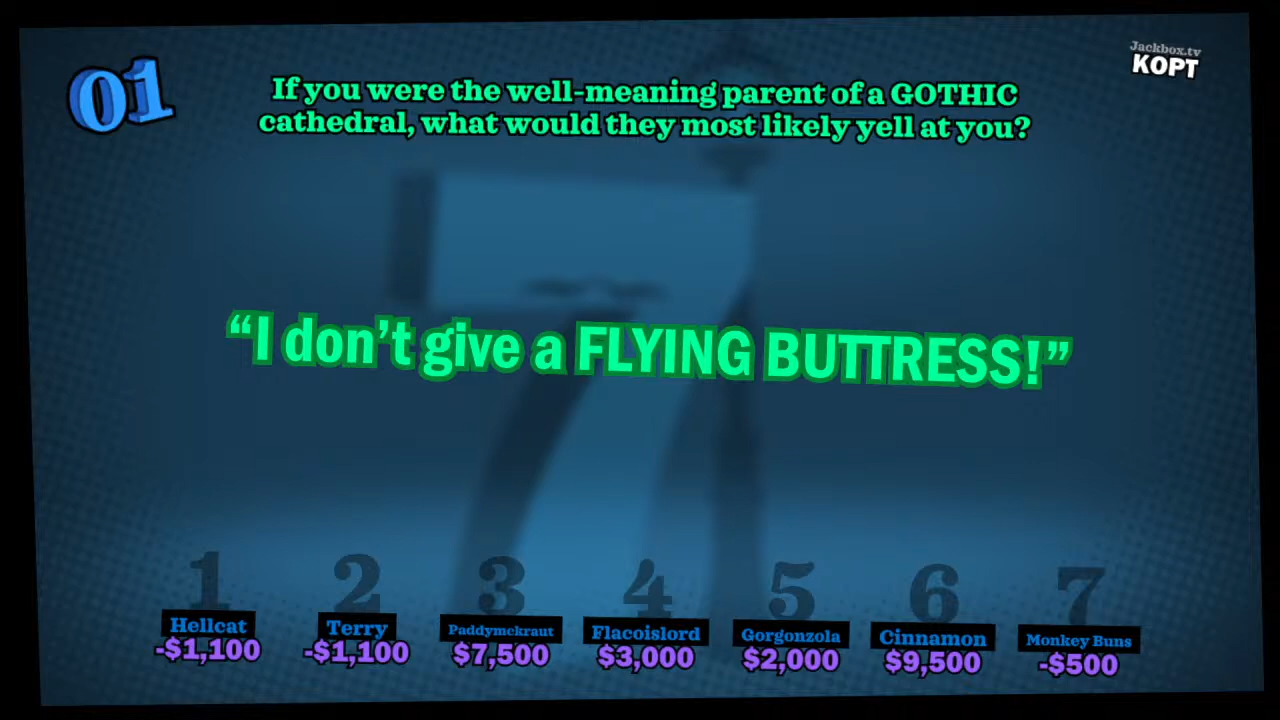 01
Jackbox.tv
KOPT
If you were the well-meaning parent of a GOTHIC
cathedral, what would they most likely yell at you?
“I don’t give a FLYING BUTTRESS!”
1 2 3 4 5 6 7
Hellcat Terry Paddymckraut Flacoislord Gorgonzola Cinnamon Monkey Buns
-$1,100 -$1,100 $7,500 $3,000 $2,000 $9,500 -$500